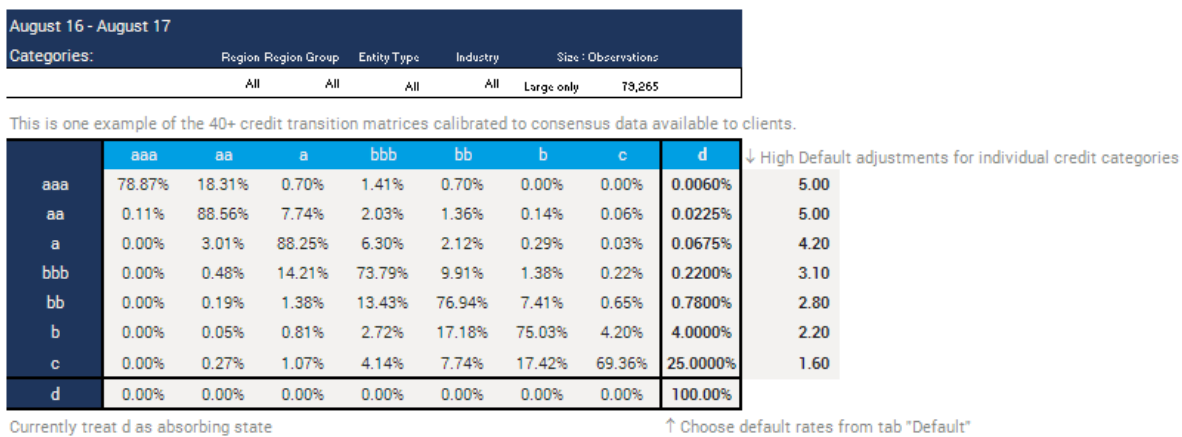 August 16 - August 17
Categories: Region Region Group Entity Type Industry Size: Observations
All All All All Large only 79,265
This is one example of the 40+ credit transition matrices calibrated to consensus data available to clients.
aaa aa a bbb bb b c d ↓ High Default adjustments for individual credit categories
aaa 78.87% 18.31% 0.70% 1.41% 0.70% 0.00% 0.00% 0.0060% 5.00
aa 0.11% 88.56% 7.74% 2.03% 1.36% 0.14% 0.06% 0.0225% 5.00
a 0.00% 3.01% 88.25% 6.30% 2.12% 0.29% 0.03% 0.0675% 4.20
bbb 0.00% 0.48% 14.21% 73.79% 9.91% 1.38% 0.22% 0.2200% 3.10
bb 0.00% 0.19% 1.38% 13.43% 76.94% 7.41% 0.65% 0.7800% 2.80
b 0.00% 0.05% 0.81% 2.72% 17.18% 75.03% 4.20% 4.0000% 2.20
c 0.00% 0.27% 1.07% 4.14% 7.74% 17.42% 69.36% 25.0000% 1.60
d 0.00% 0.00% 0.00% 0.00% 0.00% 0.00% 0.00% 100.00%
Currently treat d as absorbing state ↑ Choose default rates from tab "Default"